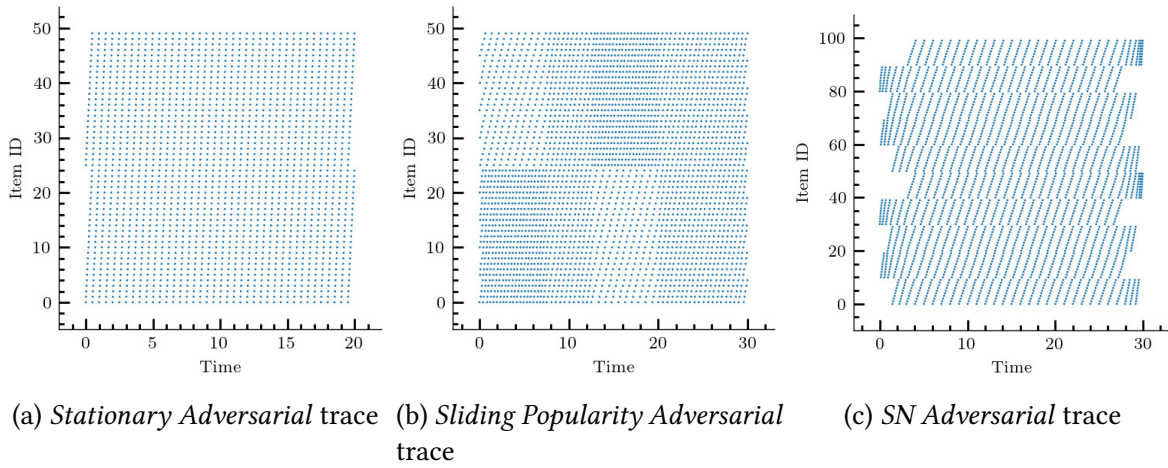 50
40
30
20
10
0
Item ID
0 5 10 15 20
Time
50
40
30
20
10
0
Item ID
0 10 20 30
Time
100
80
60
40
20
0
Item ID
0 10 20 30
Time
(a) Stationary Adversarial trace
(b) Sliding Popularity Adversarial
trace
(c) SN Adversarial trace